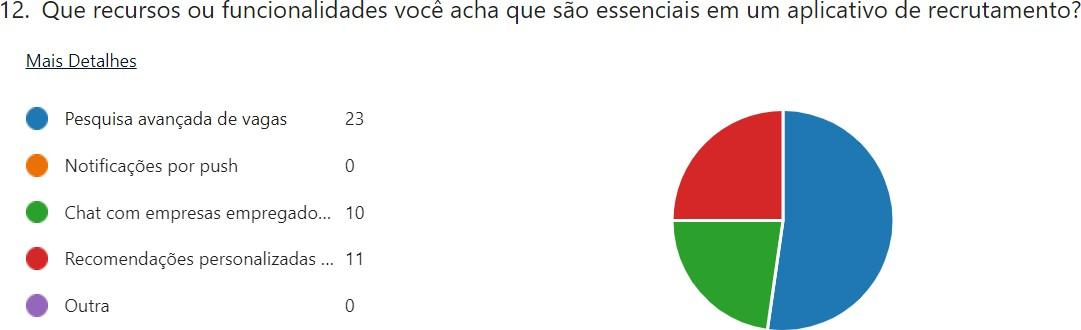 12. Que recursos ou funcionalidades você acha que são essenciais em um aplicativo de recrutamento?
Mais Detalhes
Pesquisa avançada de vagas 23
Notificações por push 0
Chat com empresas empregado... 10
Recomendações personalizadas ... 11
Outra 0